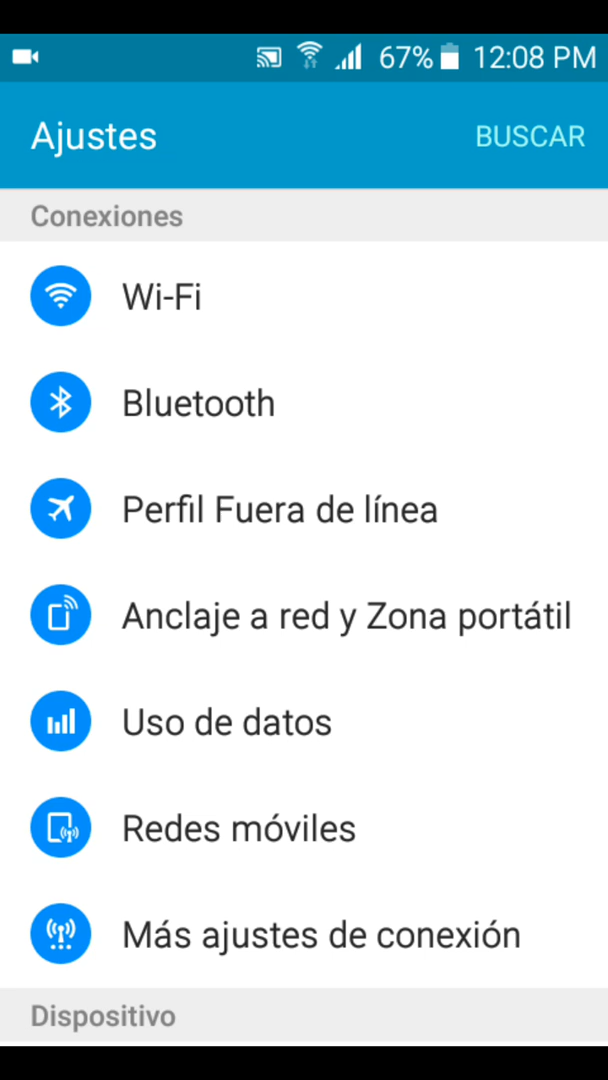 67% 12:08 PM
Ajustes BUSCAR
Conexiones
Wi-Fi
Bluetooth
Perfil Fuera de línea
Anclaje a red y Zona portátil
Uso de datos
Redes móviles
Más ajustes de conexión
Dispositivo